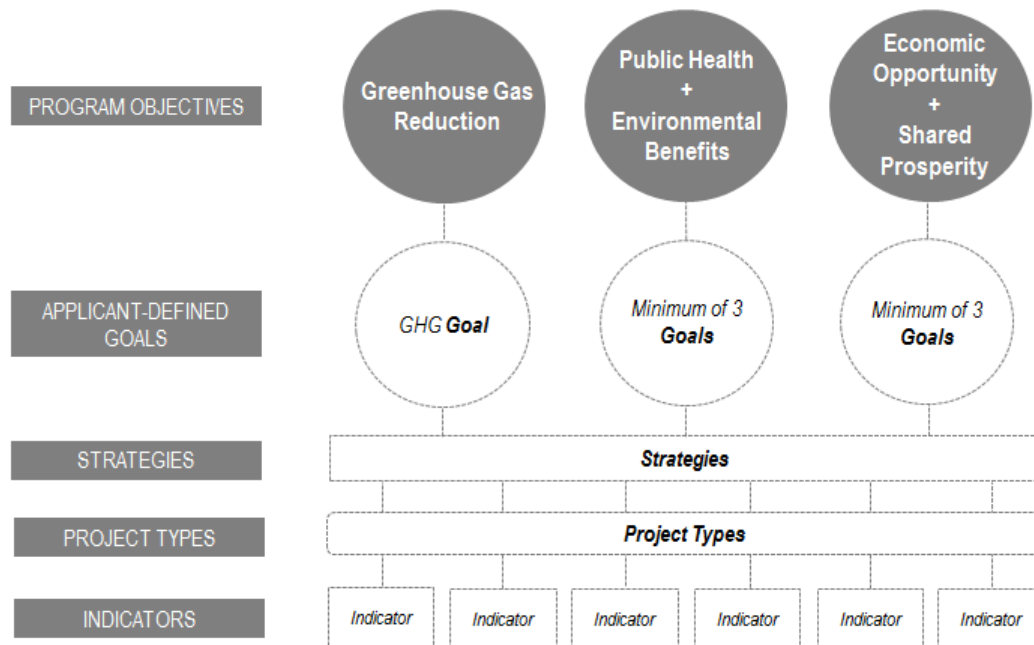 PROGRAM OBJECTIVES
Greenhouse Gas
Reduction
Public Health
+
Environmental
Benefits
Economic
Opportunity
+
Shared
Prosperity
APPLICANT-DEFINED
GOALS
GHG Goal
Minimum of 3
Goals
Minimum of 3
Goals
STRATEGIES
Strategies
PROJECT TYPES
Project Types
INDICATORS
Indicator
Indicator
Indicator
Indicator
Indicator
Indicator